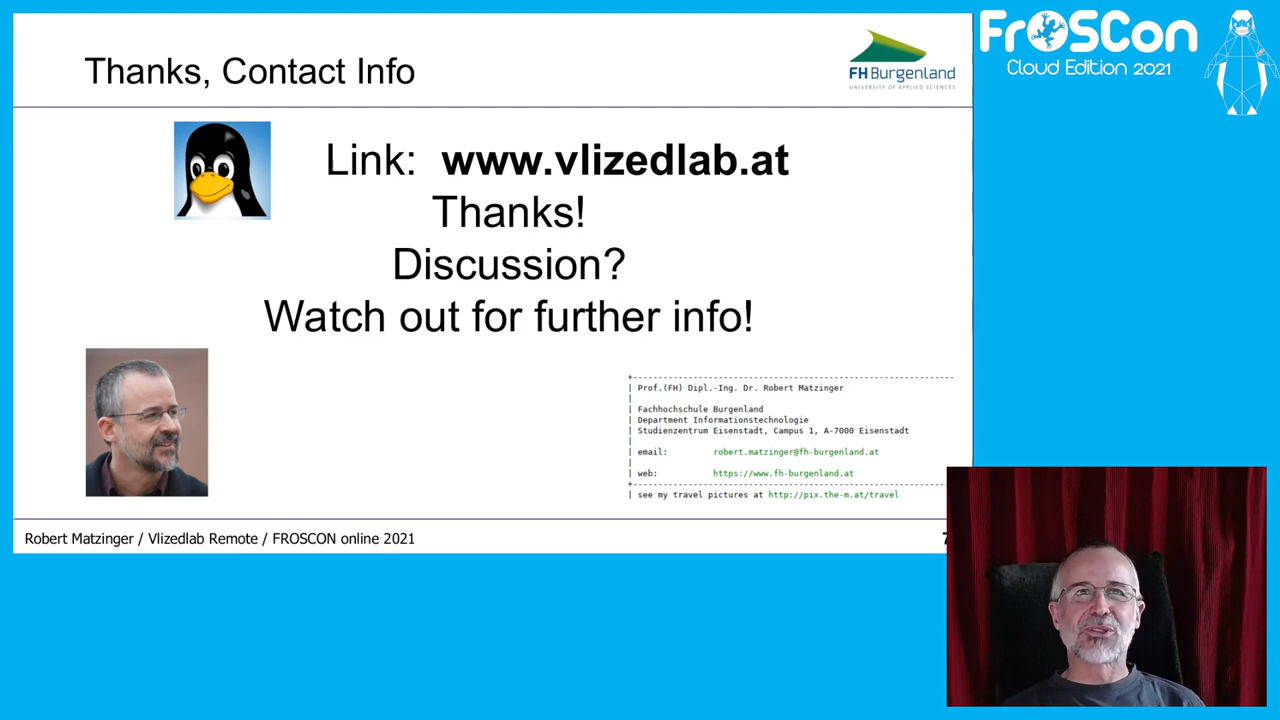 Thanks, Contact Info
FH Burgenland
UNIVERSITY OF APPLIED SCIENCES
FrOSCon
Cloud Edition 2021
Link: www.vlizedlab.at
Thanks!
Discussion?
Watch out for further info!
Prof.(FH) Dipl.-Ing. Dr. Robert Matzinger
Fachhochschule Burgenland
Department Informationstechnologie
Studienzentrum Eisenstadt, Campus 1, A-7000 Eisenstadt
email: robert.matzinger@fh-burgenland.at
web: https://www.fh-burgenland.at
see my travel pictures at http://pix.the-m.at/travel
Robert Matzinger / Vlizedlab Remote / FROSCON online 2021